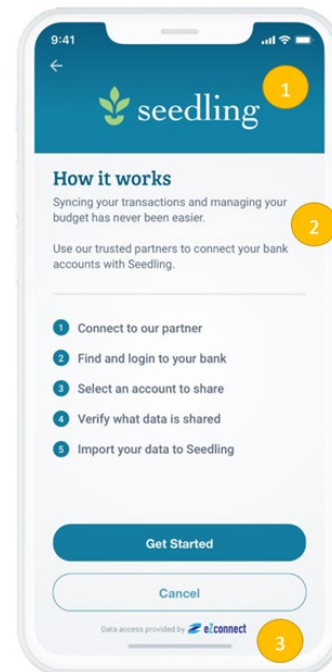 9:41
1
seedling
How it works
Syncing your transactions and managing your
budget has never been easier.
2
Use our trusted partners to connect your bank
accounts with Seedling.
1 Connect to our partner
2 Find and login to your bank
3 Select an account to share
4 Verify what data is shared
5 Import your data to Seedling
Get Started
Cancel
Data access provided by eZconnect
3